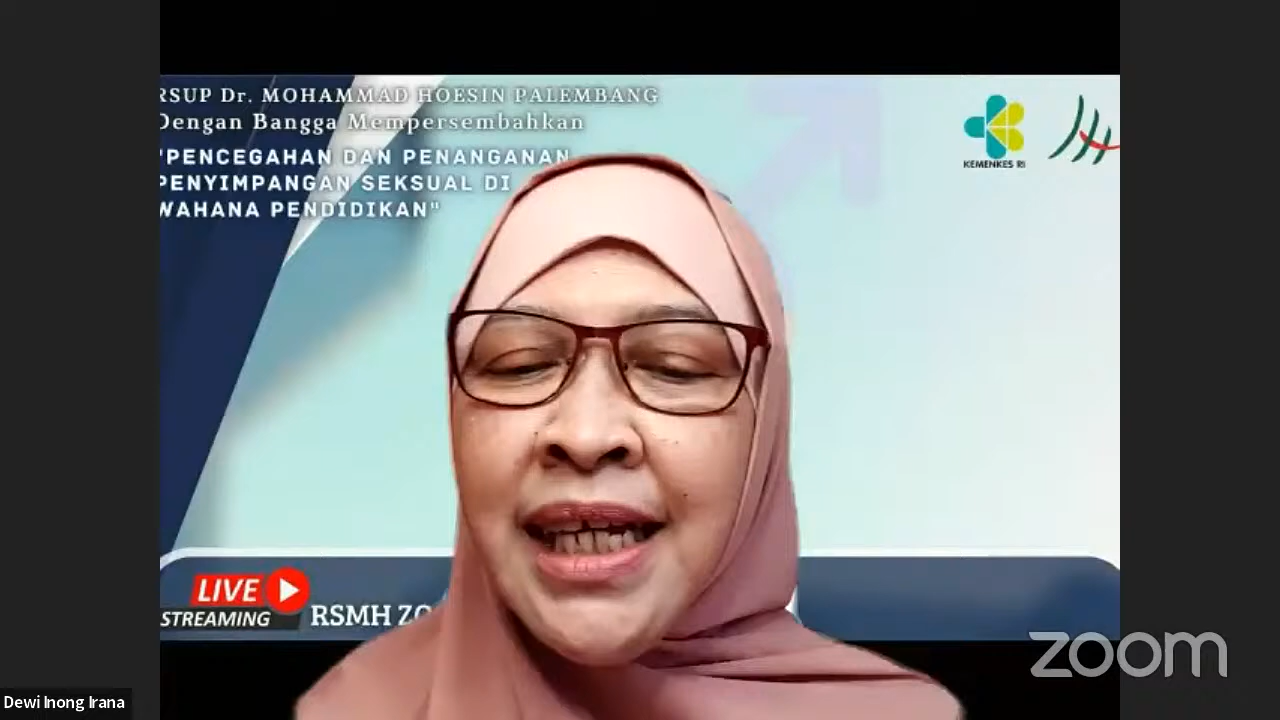 RSUP Dr. MOHAMMAD HOESIN PALEMBANG
Dengan Bangga Mempersembahkan
"PENCEGAHAN DAN PENANGANAN
PENYIMPANGAN SEKSUAL DI
WAHANA PENDIDIKAN"
KEMENKES RI
LIVE
STREAMING
RSMH
zoom
Dewi Inong Irana